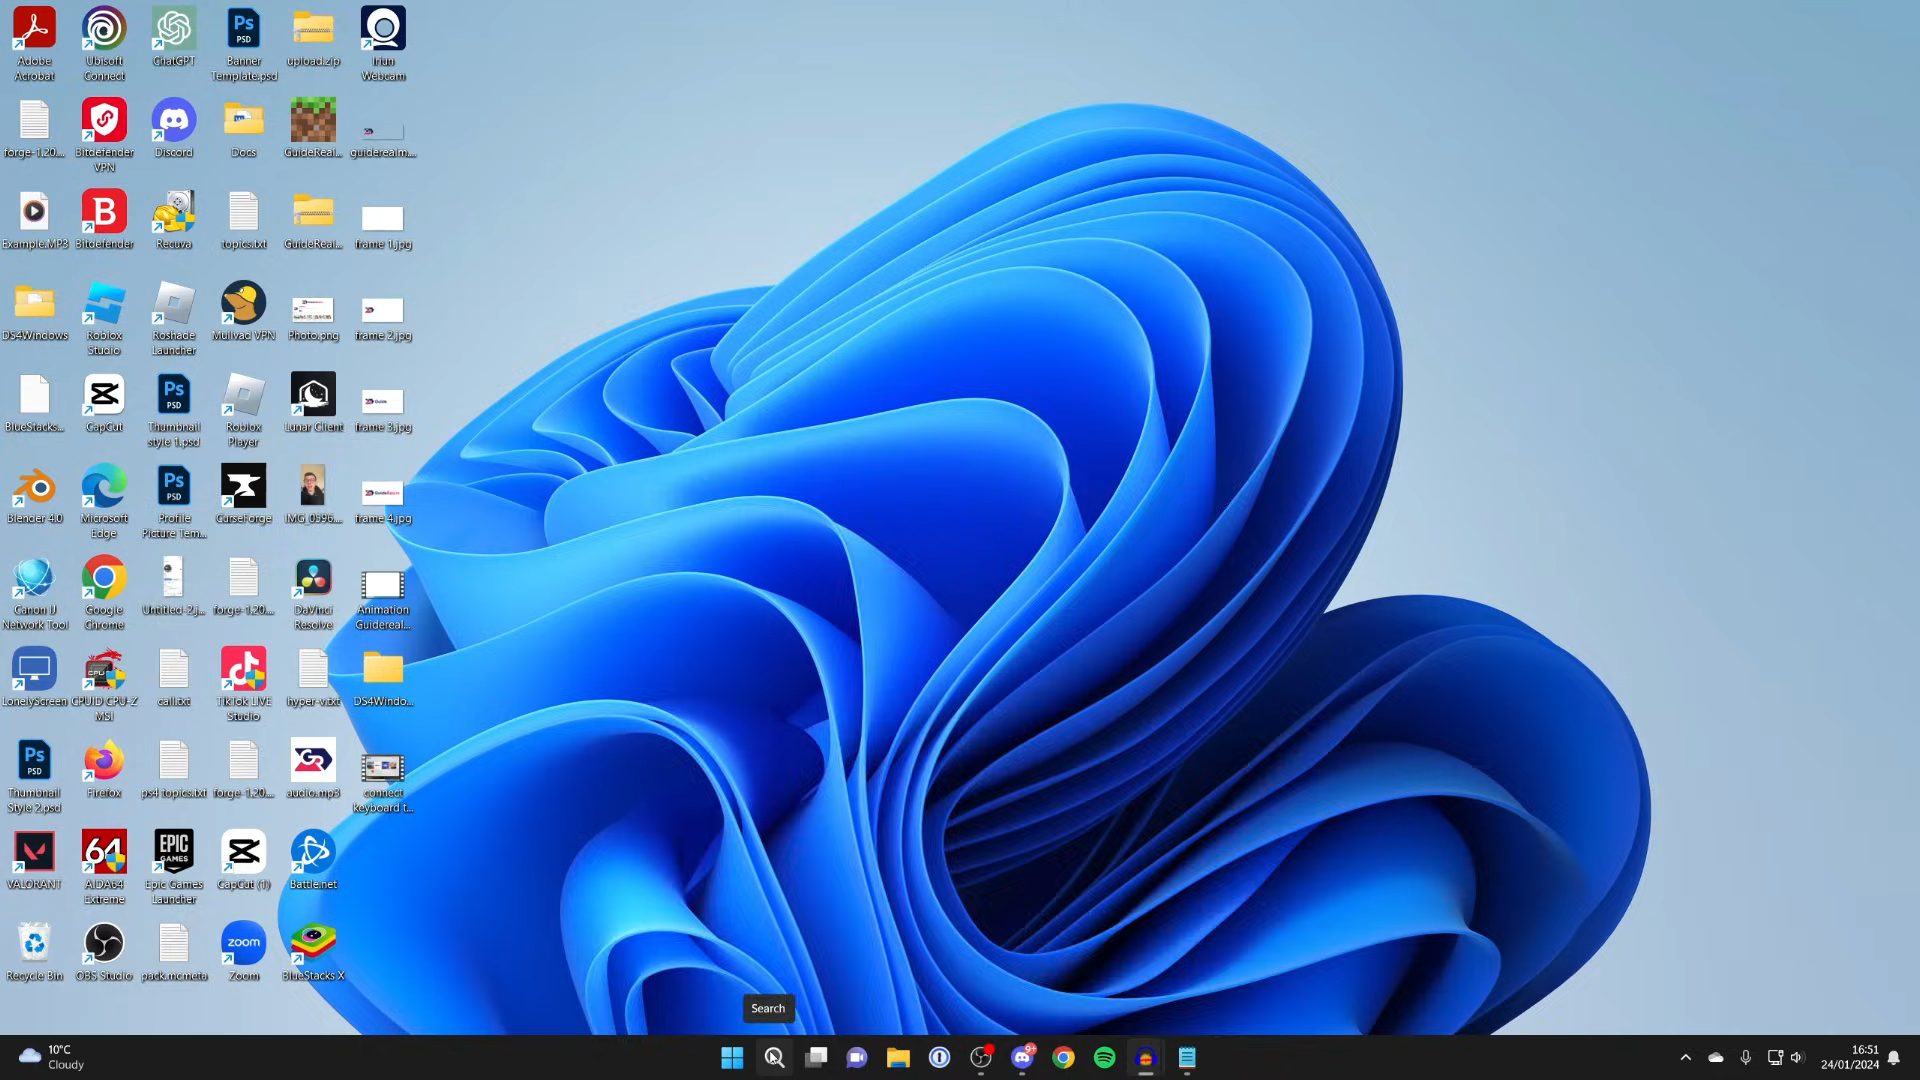 Adobe Acrobat
Ubisoft Connect
ChatGPT
Banner Template.psd
upload.zip
Iriun Webcam
forge-1.20....
Bitdefender VPN
Discord
Docs
GuideReal...
guiderealm....
Example.MP3
Bitdefender
Recuva
topics.txt
GuideReal...
frame 1.jpg
DS4Windows
Roblox Studio
Roshade Launcher
Mullvad VPN
Photo.png
frame 2.jpg
BlueStacks...
CapCut
Thumbnail style 1.psd
Roblox Player
Lunar Client
frame 3.jpg
Blender 4.0
Microsoft Edge
Profile Picture Tem...
CurseForge
IMG_0596....
frame 4.jpg
Canon IJ Network Tool
Google Chrome
Untitled-2.j...
forge-1.20....
DaVinci Resolve
Animation Guidereal...
LonelyScreen
CPUID CPU-Z MSI
call.txt
TikTok LIVE Studio
hyper-v.txt
DS4Windo...
Thumbnail Style 2.psd
Firefox
ps4 topics.txt
forge-1.20....
audio.mp3
connect keyboard t...
VALORANT
AIDA64 Extreme
Epic Games Launcher
CapCut (1)
Battle.net
Recycle Bin
OBS Studio
pack.mcmeta
Zoom
BlueStacks X
Search
10°C
Cloudy
9+
16:51
24/01/2024